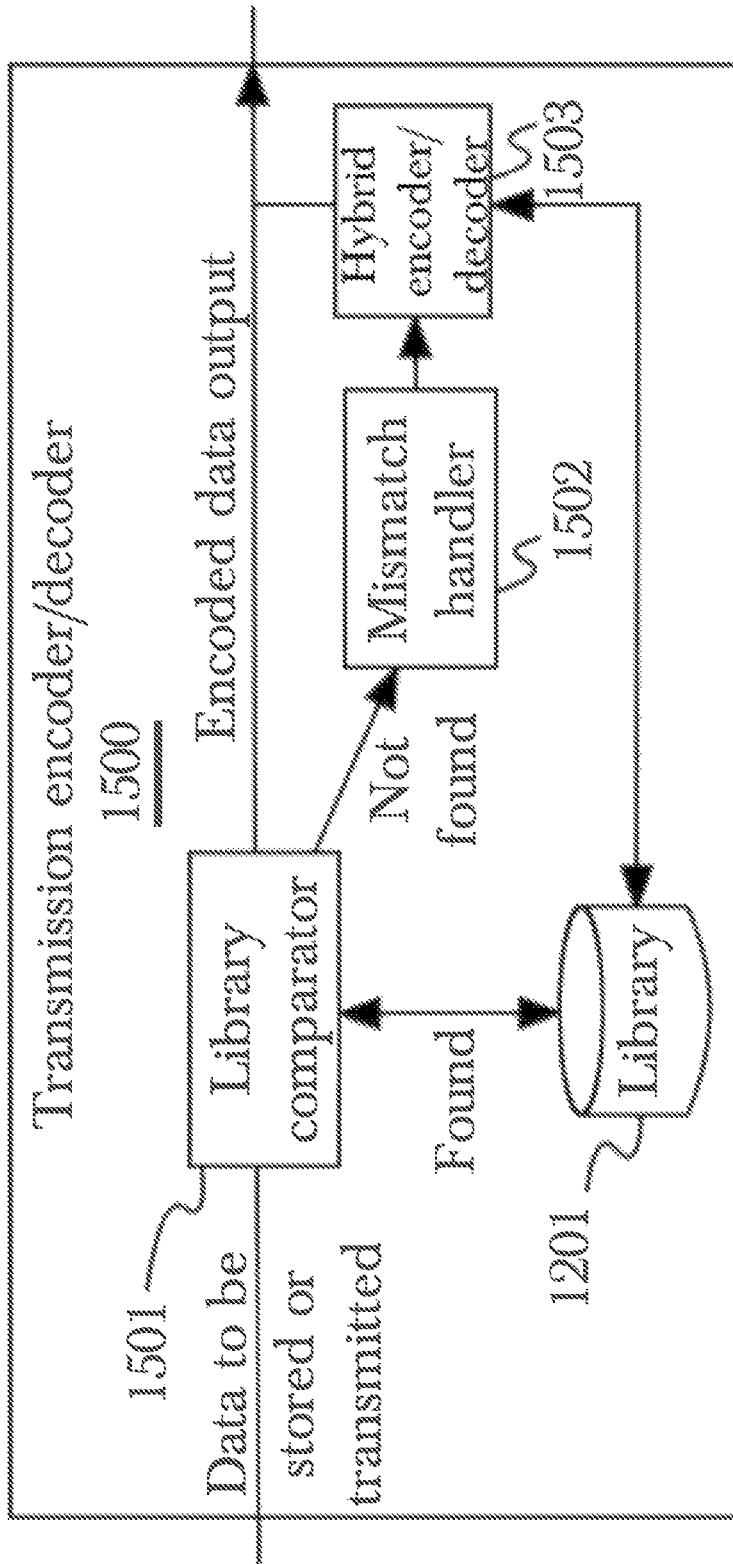 Transmission encoder/decoder
1500
1501
Data to be
stored or
transmitted
Library
comparator
Encoded data output
Found
Not
found
Mismatch
handler
1502
Hybrid
encoder/
decoder
1503
Library
1201